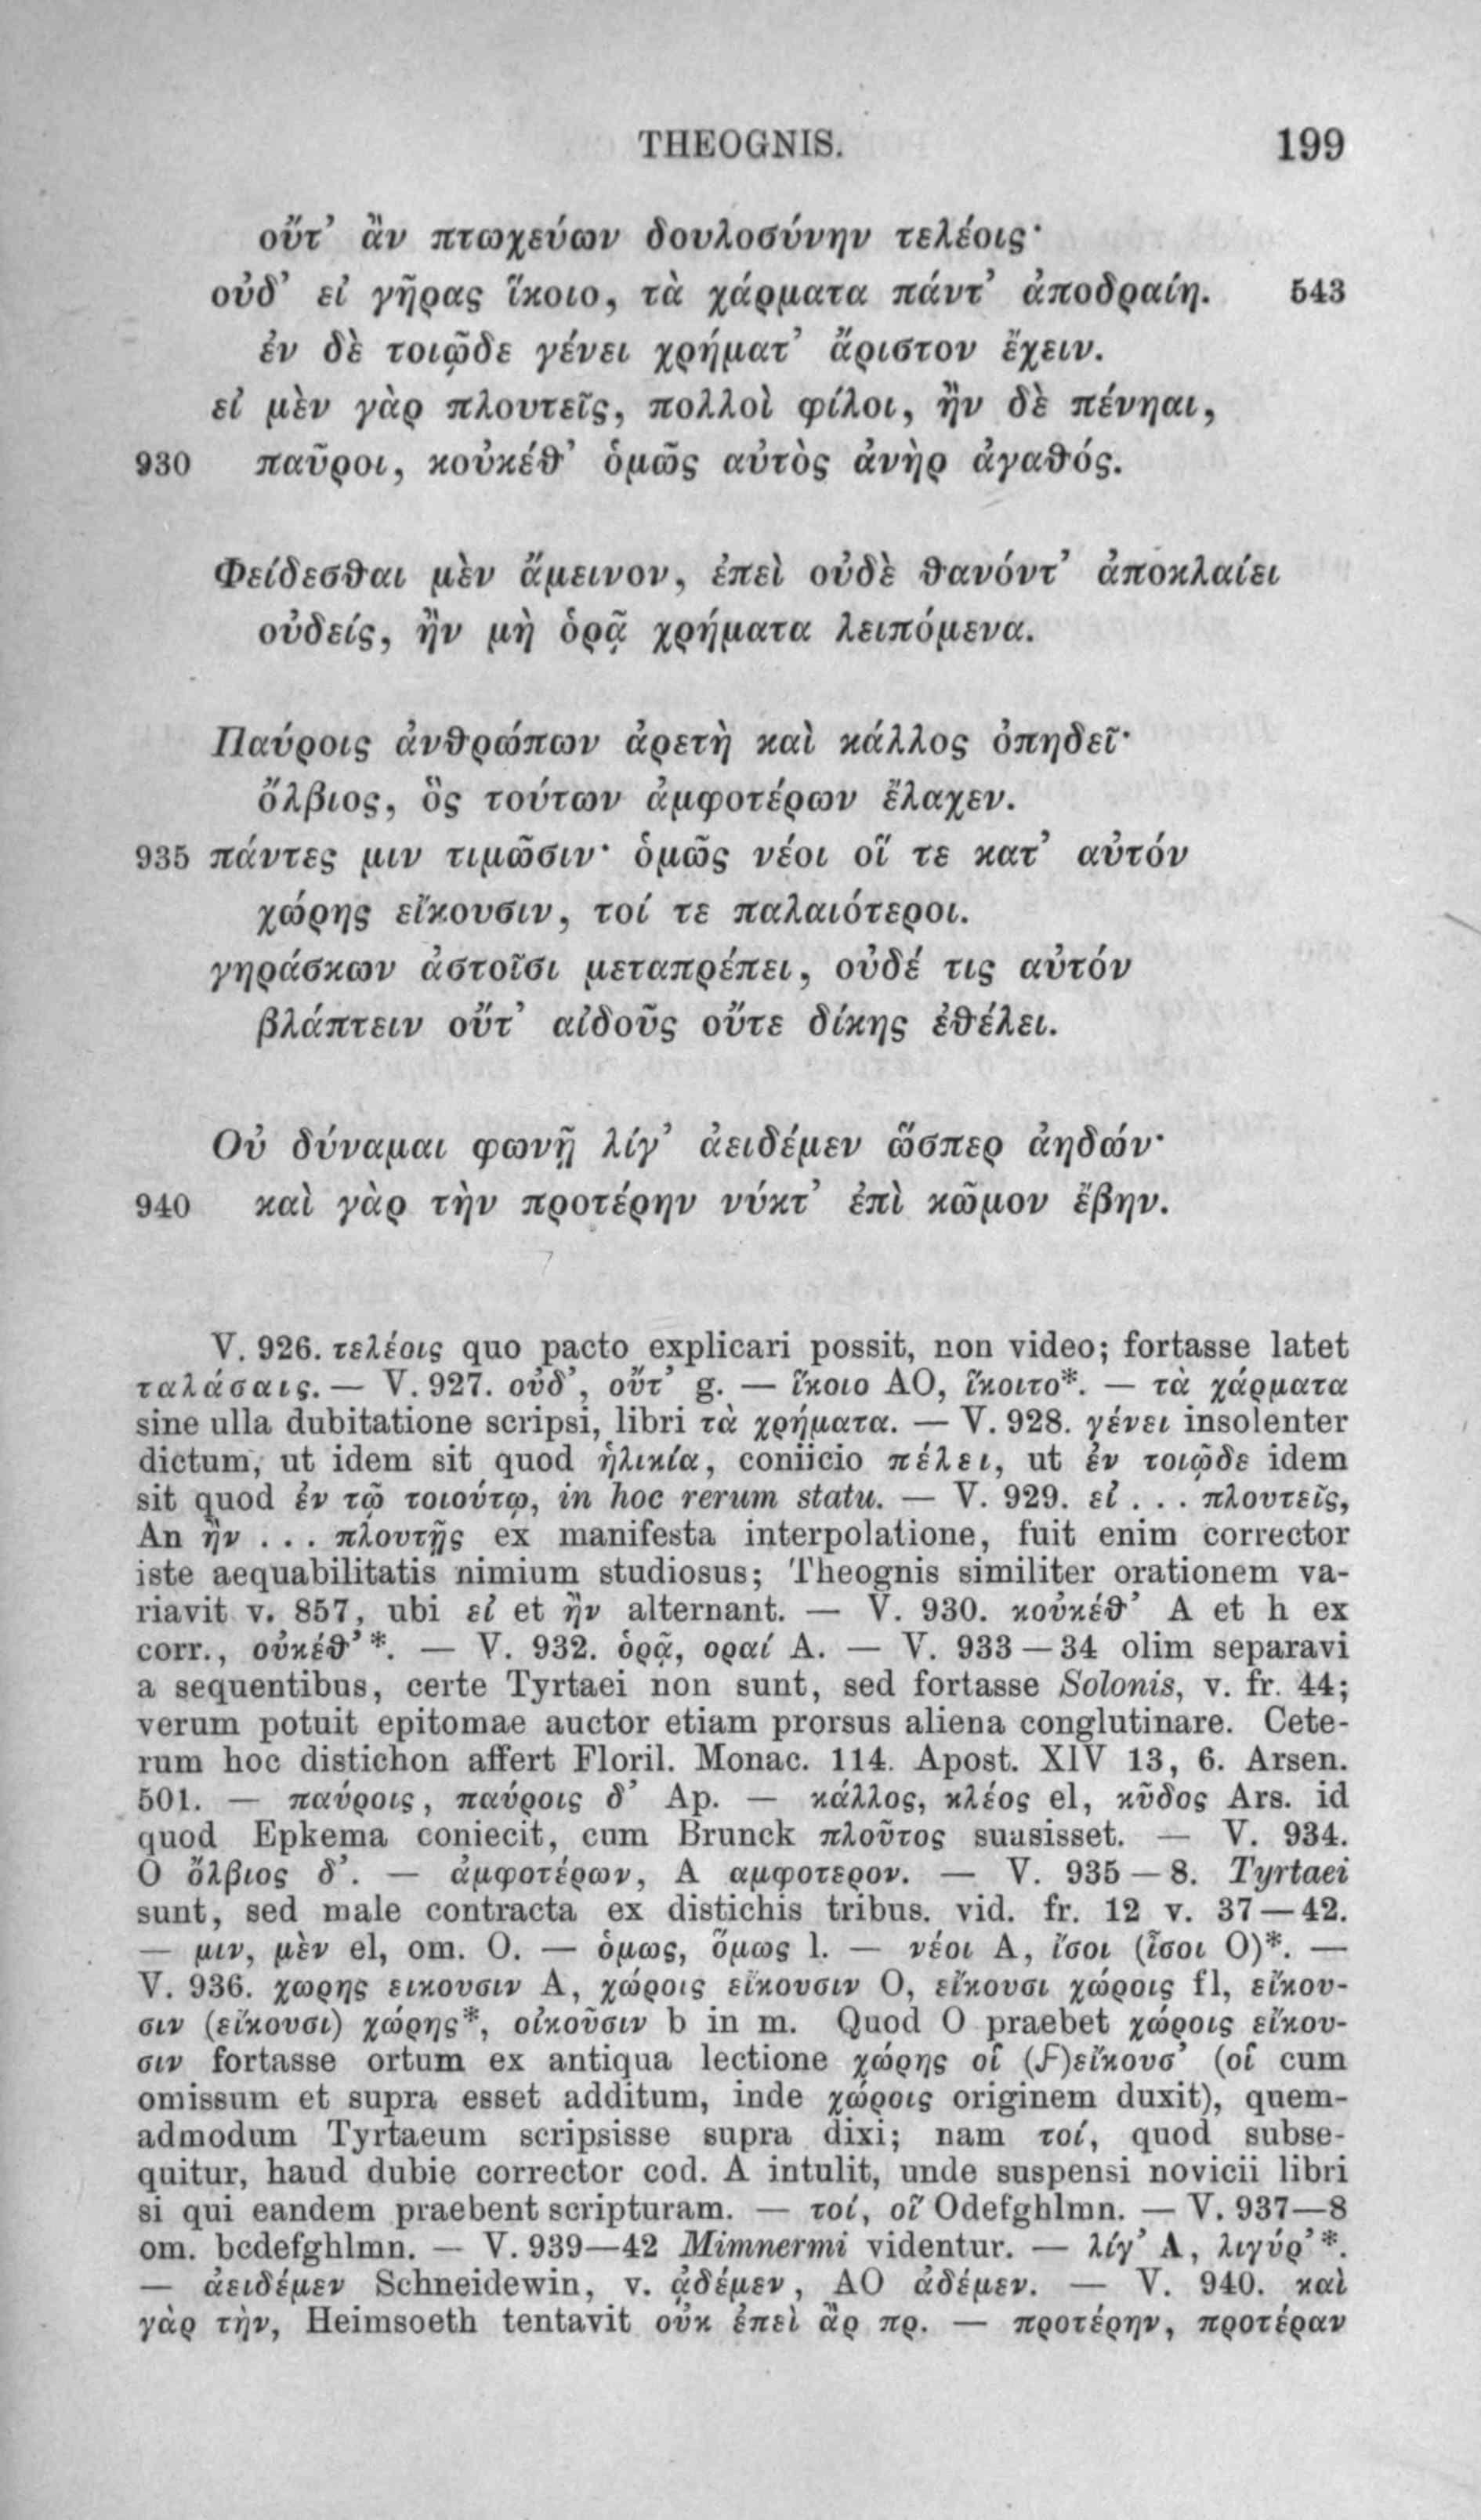 THEOGNIS. 199
οὔτ’ ἂν πτωχεύων δουλοσύνην τελέοις·
οὐδ’ εἰ γῆρας ἵκοιο, τὰ χάρματα πάντ’ ἀποδραίη. 543
ἐν δὲ τοιῷδε γένει χρήματ’ ἄριστον ἔχειν.
εἰ μὲν γὰρ πλουτεῖς, πολλοὶ φίλοι, ἢν δὲ πένηαι,
930 παῦροι, κοὐκέθ’ ὁμῶς αὐτὸς ἀνὴρ ἀγαθός.
Φείδεσθαι μὲν ἄμεινον, ἐπεὶ οὐδὲ θανόντ’ ἀποκλαίει
οὐδείς, ἢν μὴ ὁρᾷ χρήματα λειπόμενα.
Παύροις ἀνθρώπων ἀρετὴ καὶ κάλλος ὀπηδεῖ·
ὄλβιος, ὃς τούτων ἀμφοτέρων ἔλαχεν.
935 πάντες μιν τιμῶσιν· ὁμῶς νέοι οἵ τε κατ’ αὐτόν
χώρης εἴκουσιν, τοί τε παλαιότεροι.
γηράσκων ἀστοῖσι μεταπρέπει, οὐδέ τις αὐτόν
βλάπτειν οὔτ’ αἰδοῦς οὔτε δίκης ἐθέλει.
Οὐ δύναμαι φωνῇ λίγ’ ἀειδέμεν ὥσπερ ἀηδών·
940 καὶ γὰρ τὴν προτέρην νύκτ’ ἐπὶ κῶμον ἔβην.
V. 926. τελέοις quo pacto explicari possit, non video; fortasse latet
ταλάσαις. — V. 927. οὐδ’, οὔτ’ g. — ἵκοιο AO, ἵκοιτο*. — τὰ χάρματα
sine ulla dubitatione scripsi, libri τὰ χρήματα. — V. 928. γένει insolenter
dictum, ut idem sit quod ἡλικία, coniicio πέλει, ut ἐν τοιῷδε idem
sit quod ἐν τῷ τοιούτῳ, in hoc rerum statu. — V. 929. εἰ . . . πλουτεῖς,
An ἢν . . . πλουτῇς ex manifesta interpolatione, fuit enim corrector
iste aequabilitatis nimium studiosus; Theognis similiter orationem va-
riavit v. 857, ubi εἰ et ἢν alternant. — V. 930. κοὐκέθ’ A et h ex
corr., οὐκέθ’*. — V. 932. ὁρᾷ, οραί A. — V. 933—34 olim separavi
a sequentibus, certe Tyrtaei non sunt, sed fortasse Solonis, v. fr. 44;
verum potuit epitomae auctor etiam prorsus aliena conglutinare. Cete-
rum hoc distichon affert Floril. Monac. 114. Apost. XIV 13, 6. Arsen.
501. — παύροις, παύροις δ’ Ap. — κάλλος, κλέος el, κῦδος Ars. id
quod Epkema coniecit, cum Brunck πλοῦτος suasisset. — V. 934.
O ὄλβιος δ’. — ἀμφοτέρων, A αμφοτερον. — V. 935—8. Tyrtaei
sunt, sed male contracta ex distichis tribus. vid. fr. 12 v. 37—42.
— μιν, μὲν el, om. O. — ὁμως, ὅμως l. — νέοι A, ἴσοι (ἶσοι O)*. —
V. 936. χωρης εικουσιν A, χώροις εἴκουσιν O, εἴκουσι χώροις fl, εἴκου-
σιν (εἴκουσι) χώρης*, οἰκοῦσιν b in m. Quod O praebet χώροις εἴκου-
σιν fortasse ortum ex antiqua lectione χώρης οἷ (ϝ)είκουσ’ (οἷ cum
omissum et supra esset additum, inde χώροις originem duxit), quem-
admodum Tyrtaeum scripsisse supra dixi; nam τοί, quod subse-
quitur, haud dubie corrector cod. A intulit, unde suspensi novicii libri
si qui eandem praebent scripturam. — τοί, οἵ Odefghlmn. — V. 937—8
om. bcdefghlmn. — V. 939—42 Mimnermi videntur. — λίγ’ A, λιγύρ’*.
— ἀειδέμεν Schneidewin, v. ᾀδέμεν, AO ἀδέμεν. — V. 940. καὶ
γὰρ τὴν, Heimsoeth tentavit οὐκ ἐπεὶ ἂρ πρ. — προτέρην, προτέραν